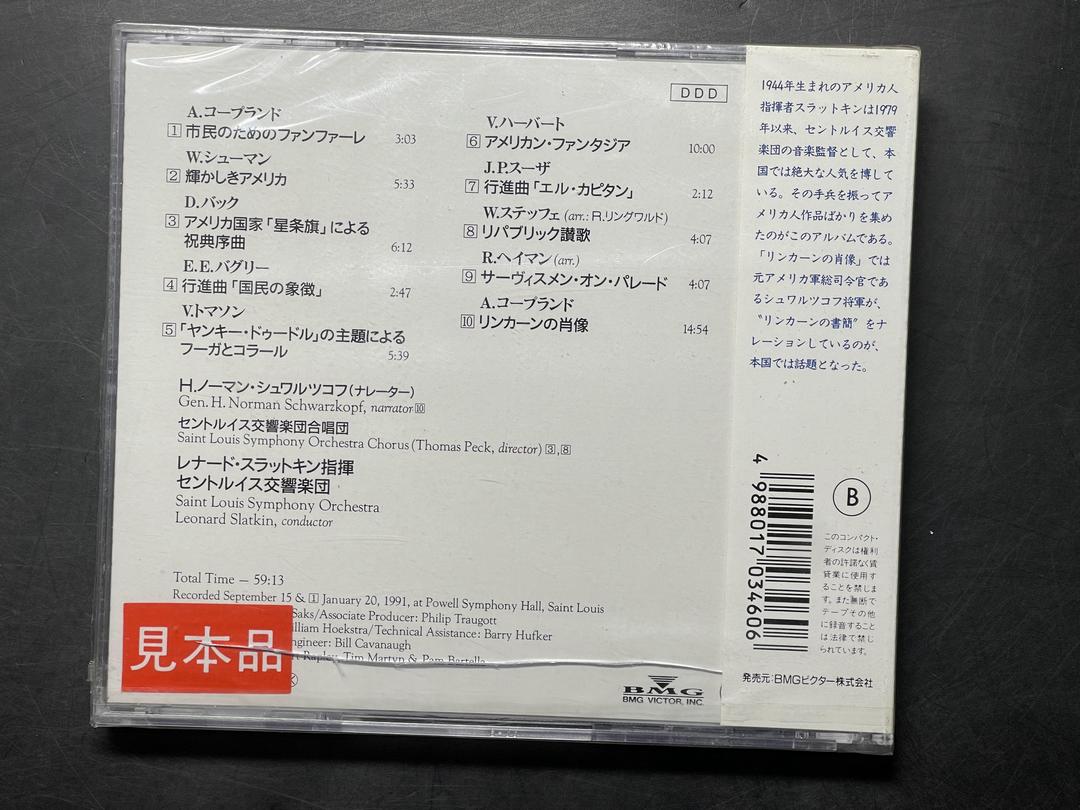 DDD
A.コープランド
1 市民のためのファンファーレ 3:03
W.シューマン
2 輝かしきアメリカ 5:33
D.バック
3 アメリカ国家「星条旗」による
祝典序曲 6:12
E.E.バグリー
4 行進曲「国民の象徴」 2:47
V.トマソン
5 「ヤンキー・ドゥードル」の主題による
フーガとコラール 5:39
V.ハーバート
6 アメリカン・ファンタジア 10:00
J.P.スーザ
7 行進曲「エル・カピタン」 2:12
W.ステッフェ(arr.: R.リングワルド)
8 リパブリック讃歌 4:07
R.ヘイマン(arr.)
9 サーヴィスメン・オン・パレード 4:07
A.コープランド
10 リンカーンの肖像 14:54
H.ノーマン・シュワルツコフ(ナレーター)
Gen. H. Norman Schwarzkopf, narrator 10
セントルイス交響楽団合唱団
Saint Louis Symphony Orchestra Chorus (Thomas Peck, director) 3, 8
レナード・スラットキン指揮
セントルイス交響楽団
Saint Louis Symphony Orchestra
Leonard Slatkin, conductor
Total Time — 59:13
Recorded September 15 & 1 January 20, 1991, at Powell Symphony Hall, Saint Louis
Saks/Associate Producer: Philip Traugott
lliam Hoekstra/Technical Assistance: Barry Hufker
ngineer: Bill Cavanaugh
Rapley, Tim Martyn & Pam Bartella
見本品
BMG
BMG VICTOR, INC.
1944年生まれのアメリカ人
指揮者スラットキンは1979
年以来、セントルイス交響
楽団の音楽監督として、本
国では絶大な人気を博して
いる。その手兵を振ってア
メリカ人作品ばかりを集め
たのがこのアルバムである。
「リンカーンの肖像」では
元アメリカ軍総司令官であ
るシュワルツコフ将軍が、
〝リンカーンの書簡〞をナ
レーションしているのが、
本国では話題となった。
4 988017 034606
B
このコンパクト・
ディスクは権利
者の許諾なく賃
貸業に使用す
ることを禁じま
す。また無断で
テープその他
に録音すること
は法律で禁じ
られています。
発売元:BMGビクター株式会社